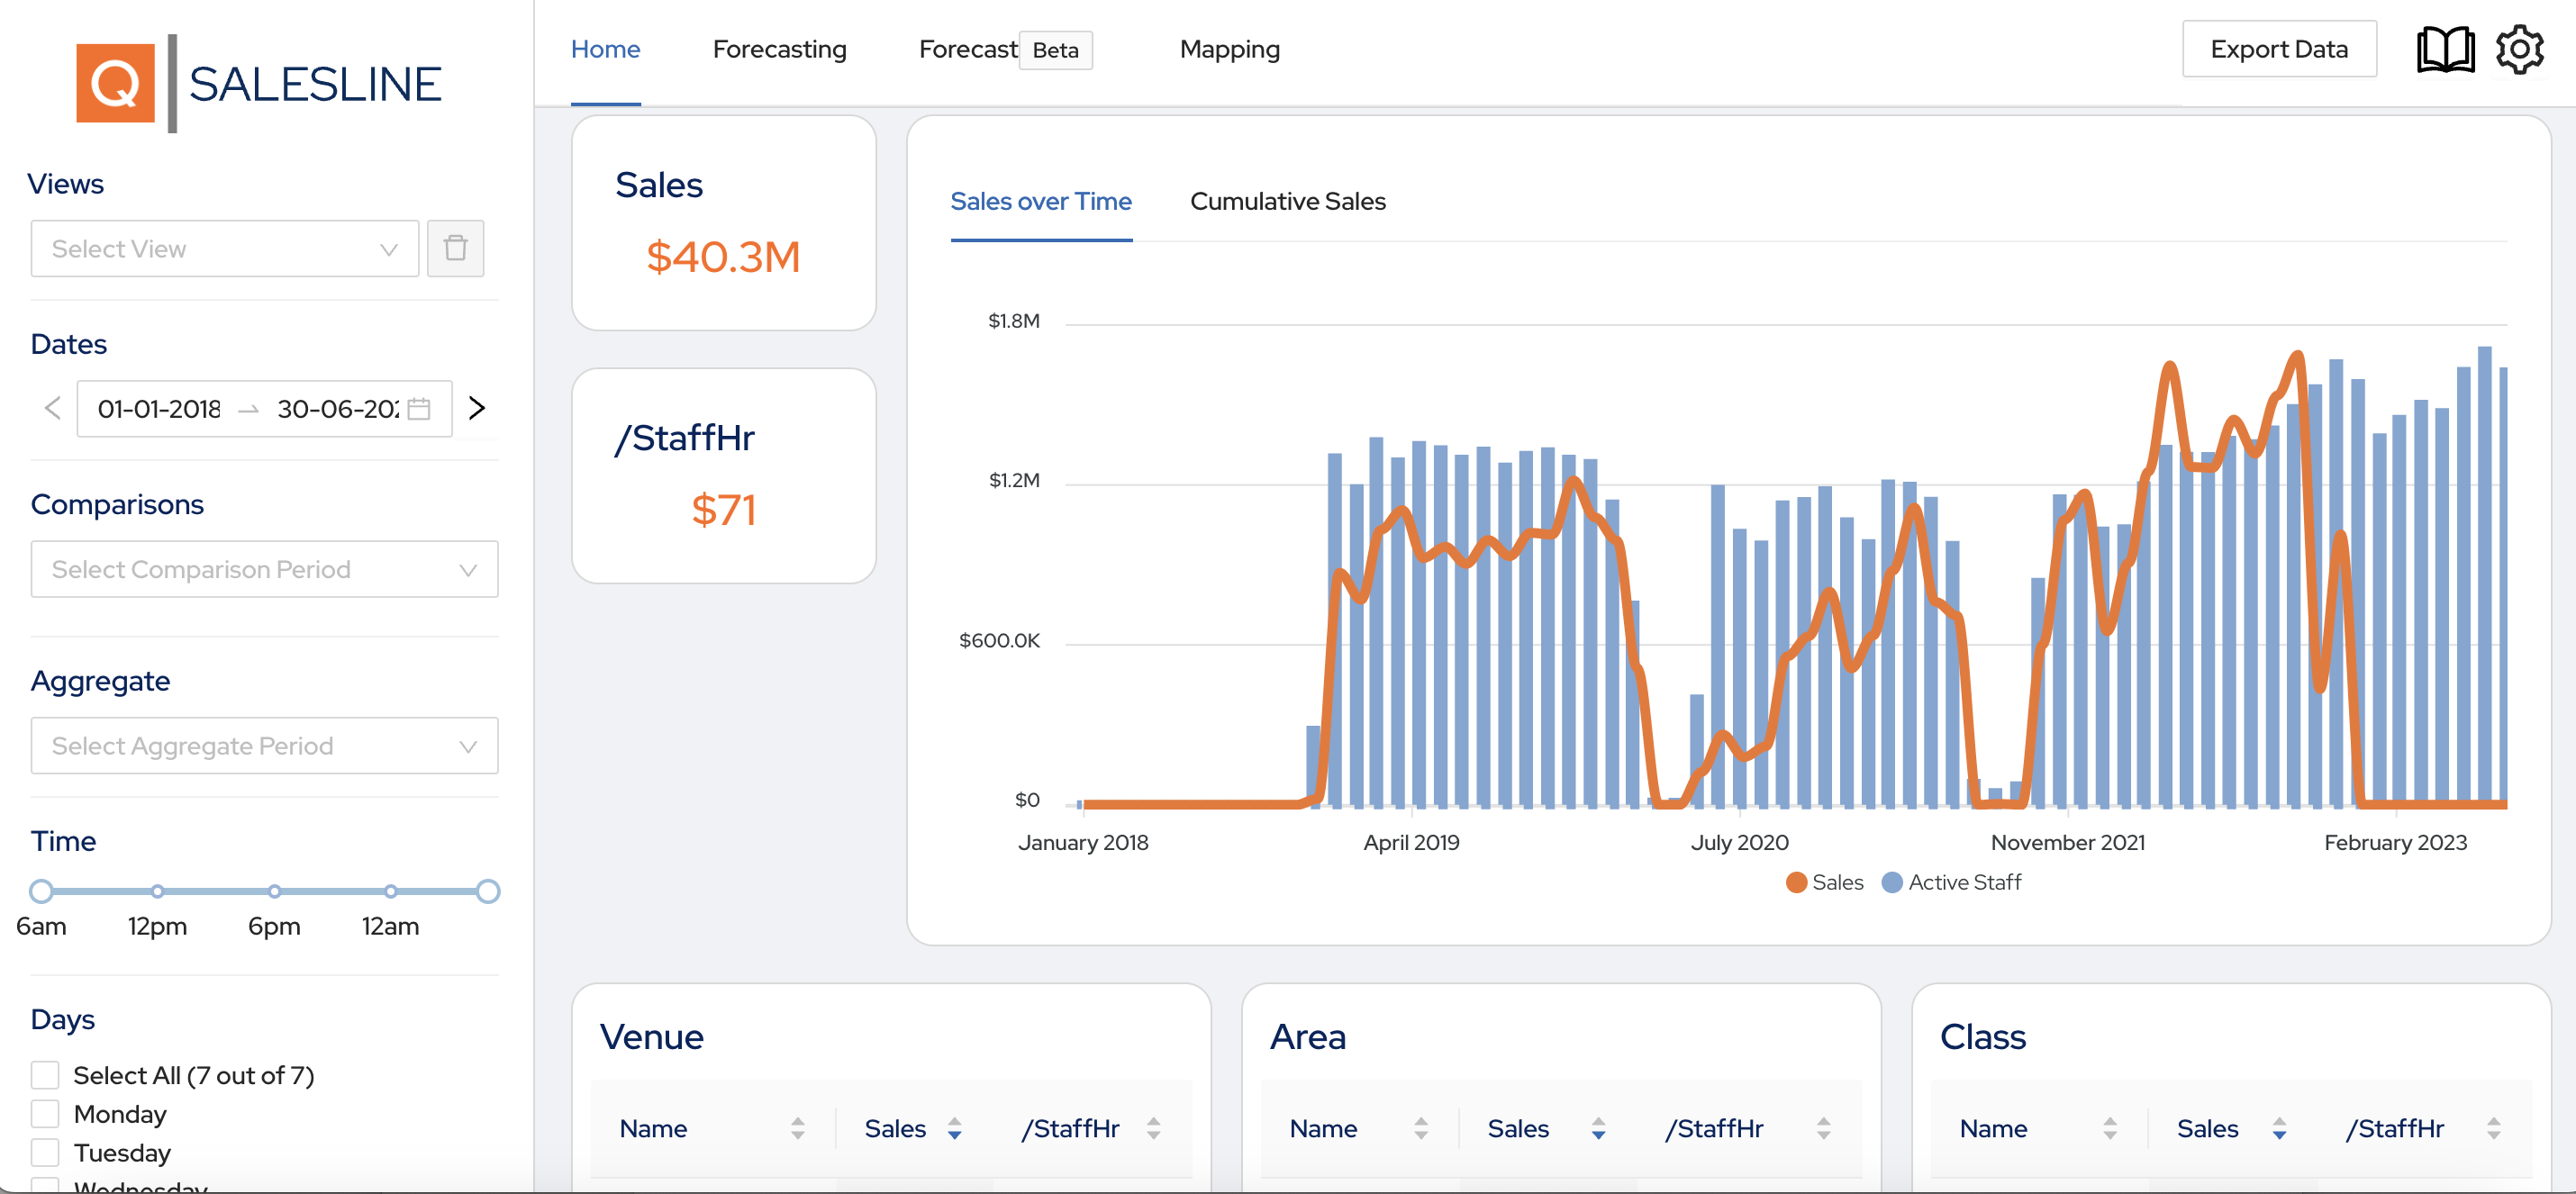 Q SALESLINE
Home Forecasting Forecast Beta Mapping Export Data
Views
Select View
Dates
01-01-2018 → 30-06-202
Comparisons
Select Comparison Period
Aggregate
Select Aggregate Period
Time
6am 12pm 6pm 12am
Days
Select All (7 out of 7)
Monday
Tuesday
Wednesday
Sales
$40.3M
/StaffHr
$71
Sales over Time Cumulative Sales
$1.8M
$1.2M
$600.0K
$0
January 2018 April 2019 July 2020 November 2021 February 2023
Sales Active Staff
Venue
Name Sales /StaffHr
Area
Name Sales /StaffHr
Class
Name Sales /StaffHr